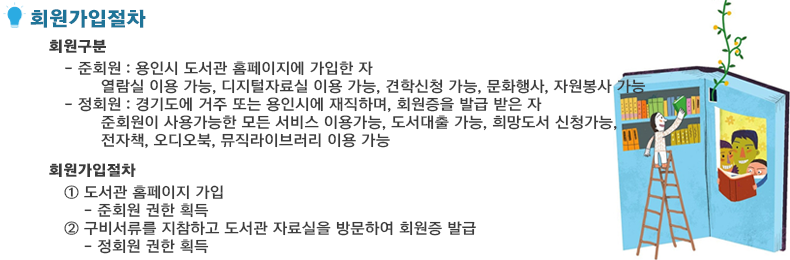 회원가입절차
회원구분
- 준회원 : 용인시 도서관 홈페이지에 가입한 자
열람실 이용 가능, 디지털자료실 이용 가능, 견학신청 가능, 문화행사, 자원봉사 가능
- 정회원 : 경기도에 거주 또는 용인시에 재직하며, 회원증을 발급 받은 자
준회원이 사용가능한 모든 서비스 이용가능, 도서대출 가능, 희망도서 신청가능,
전자책, 오디오북, 뮤직라이브러리 이용 가능
회원가입절차
① 도서관 홈페이지 가입
- 준회원 권한 획득
② 구비서류를 지참하고 도서관 자료실을 방문하여 회원증 발급
- 정회원 권한 획득